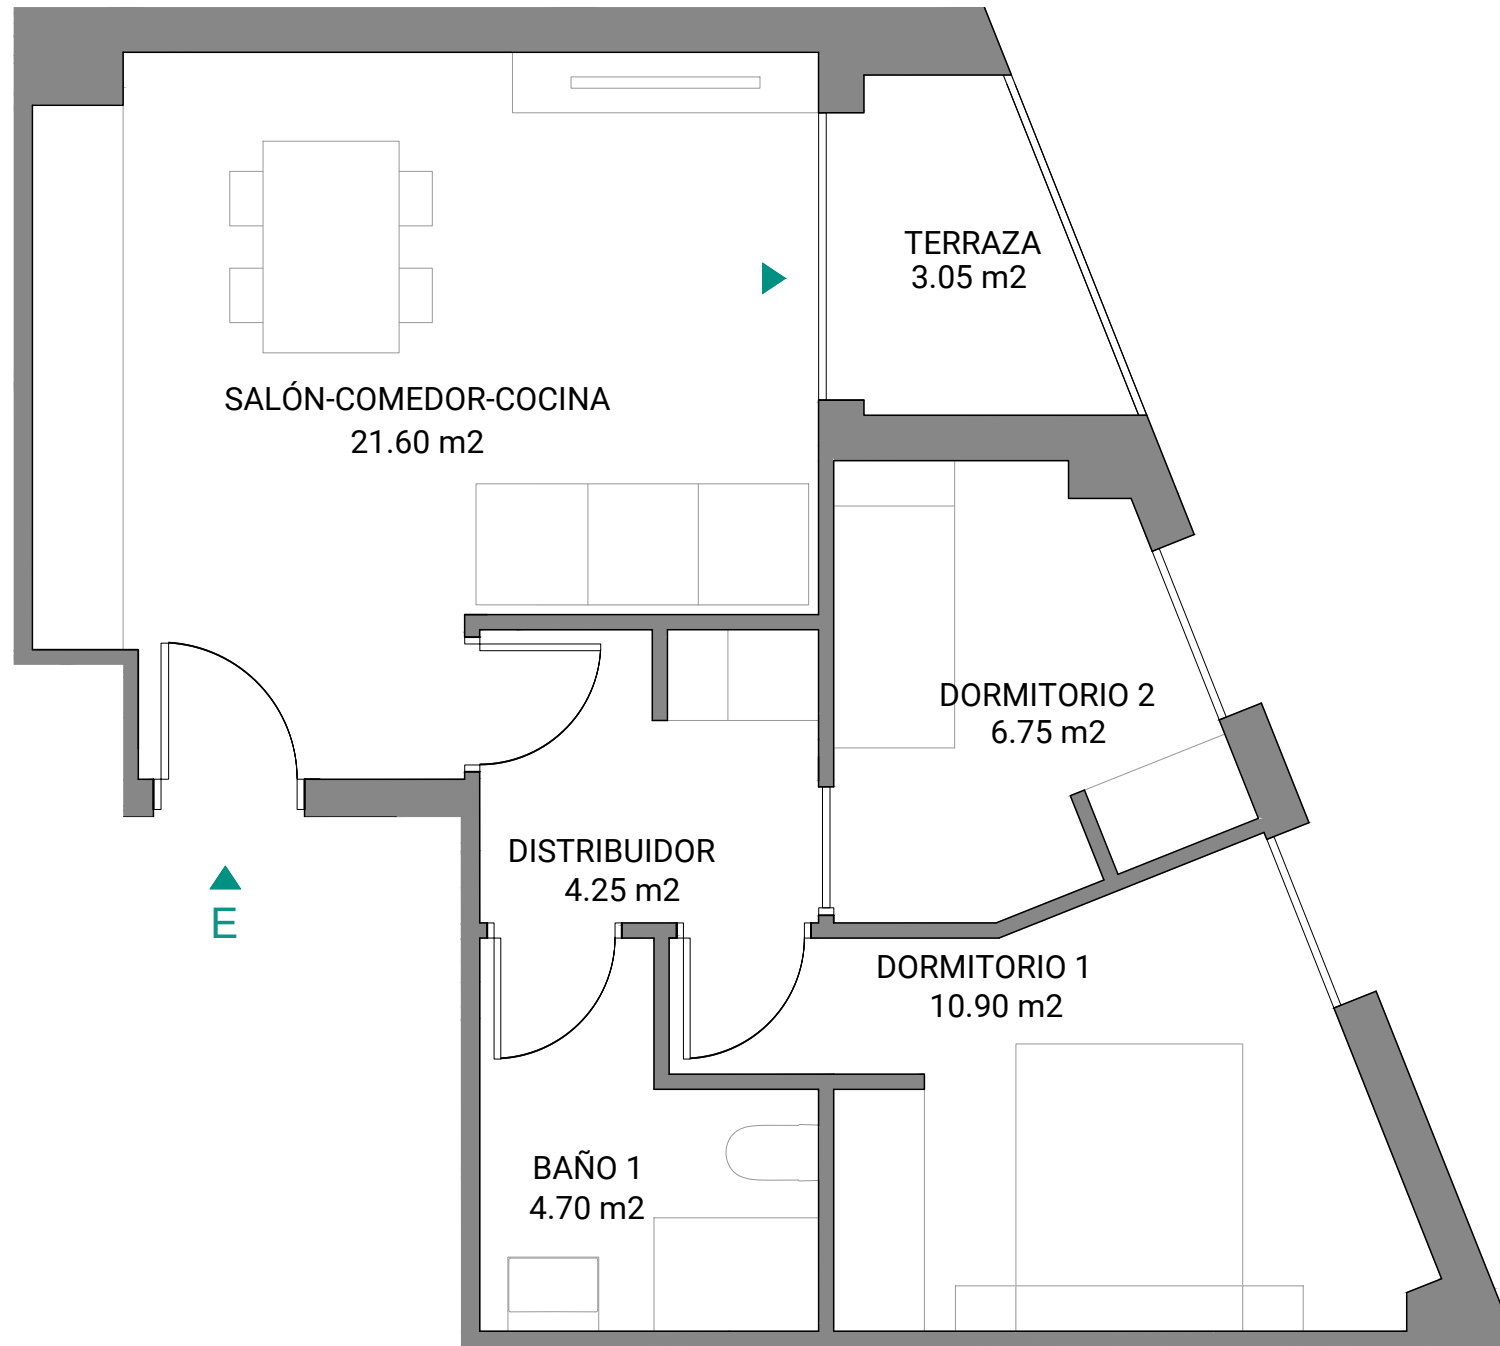 TERRAZA
3.05 m2
SALÓN-COMEDOR-COCINA
21.60 m2
DORMITORIO 2
6.75 m2
DISTRIBUIDOR
4.25 m2
E
DORMITORIO 1
10.90 m2
BAÑO 1
4.70 m2